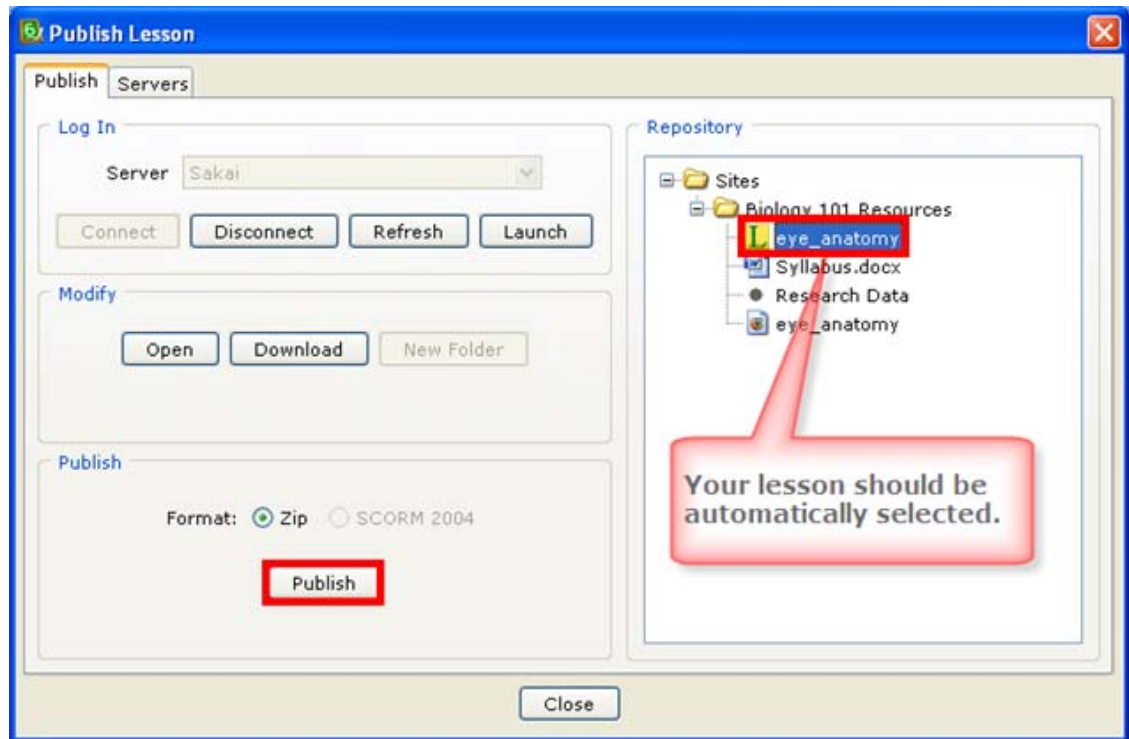 Publish Lesson
Publish Servers
Log In
Server Sakai
Connect Disconnect Refresh Launch
Modify
Open Download New Folder
Publish
Format: Zip SCORM 2004
Publish
Repository
Sites
Biology 101 Resources
L eye_anatomy
Syllabus.docx
Research Data
eye_anatomy
Your lesson should be
automatically selected.
Close